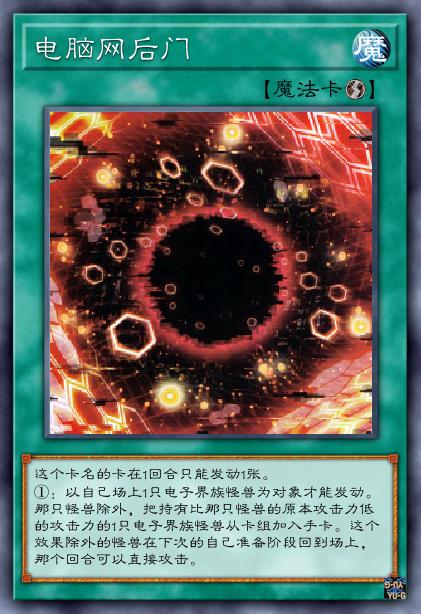 电脑网后门
魔
【魔法卡】
这个卡名的卡在1回合只能发动1张。
①：以自己场上1只电子界族怪兽为对象才能发动。
那只怪兽除外，把持有比那只怪兽的原本攻击力低
的攻击力的1只电子界族怪兽从卡组加入手卡。这个
效果除外的怪兽在下次的自己准备阶段回到场上，
那个回合可以直接攻击。